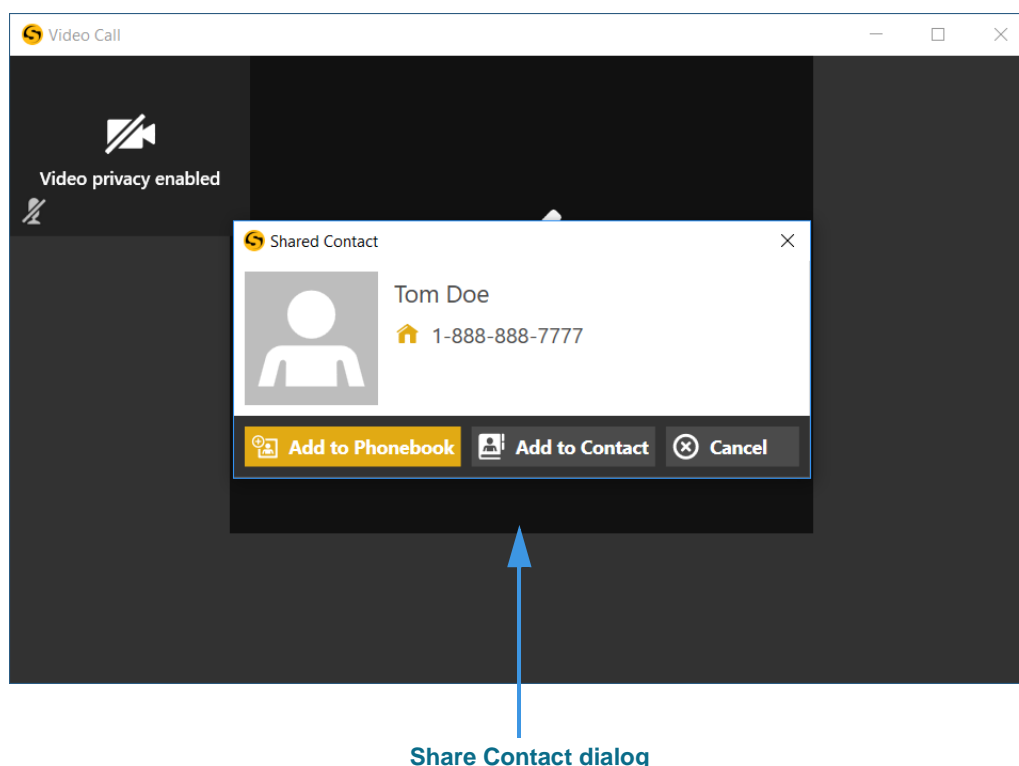 Video Call
Video privacy enabled
Shared Contact
Tom Doe
1-888-888-7777
Add to Phonebook
Add to Contact
Cancel
Share Contact dialog